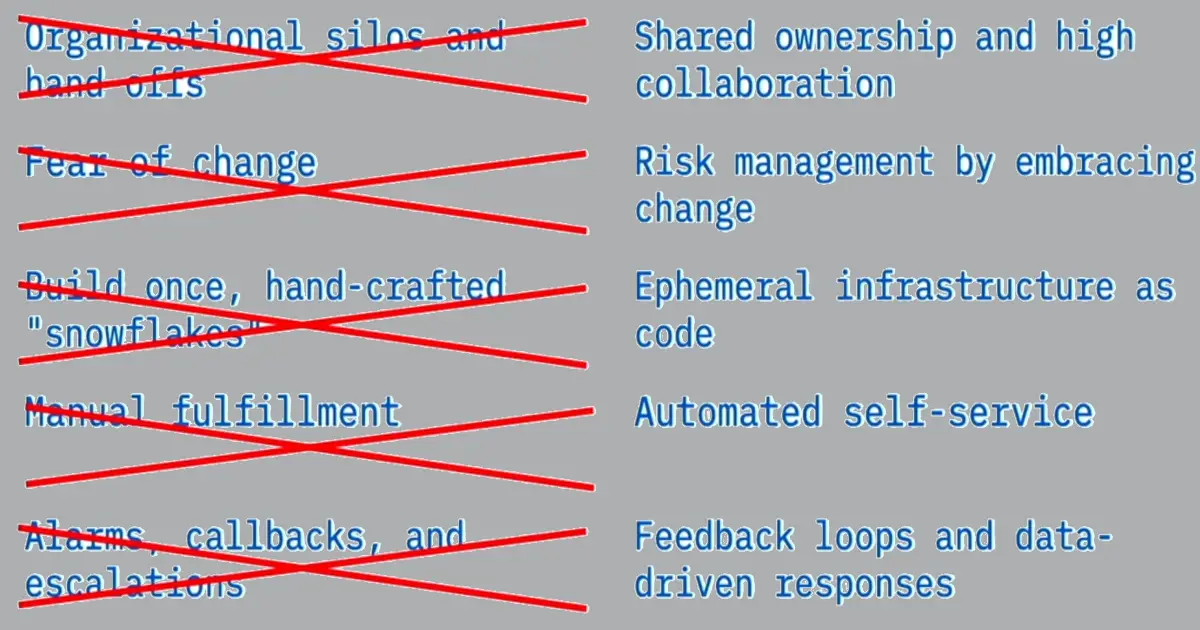 Organizational silos and
hand offs
Shared ownership and high
collaboration
Fear of change
Risk management by embracing
change
Build once, hand-crafted
"snowflakes"
Ephemeral infrastructure as
code
Manual fulfillment
Automated self-service
Alarms, callbacks, and
escalations
Feedback loops and data-
driven responses